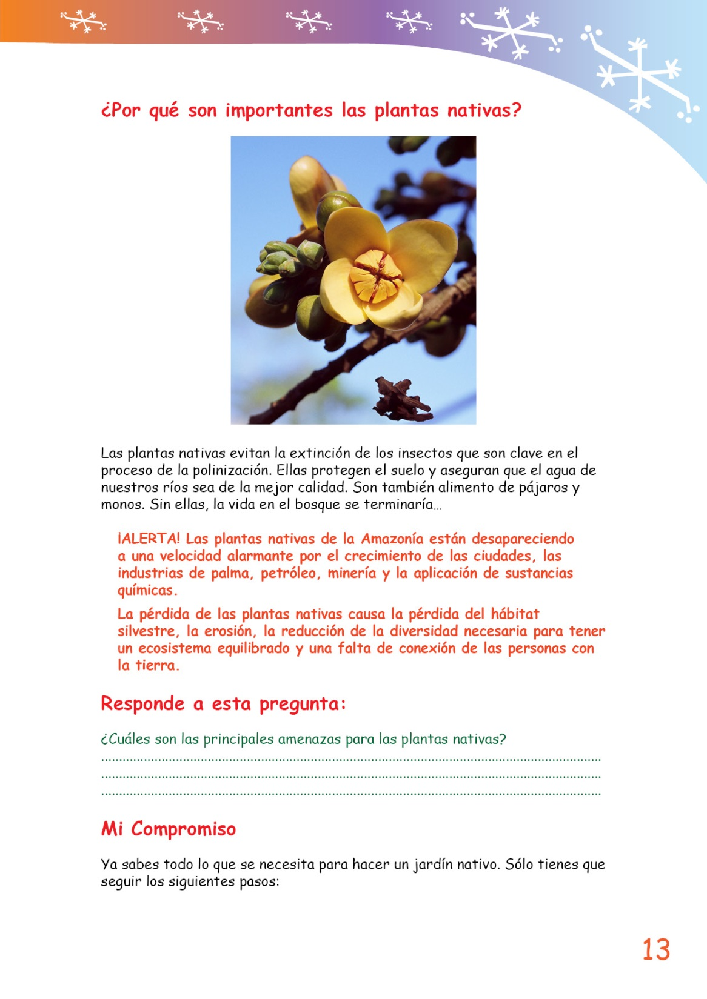 ¿Por qué son importantes las plantas nativas?
Las plantas nativas evitan la extinción de los insectos que son clave en el
proceso de la polinización. Ellas protegen el suelo y aseguran que el agua de
nuestros ríos sea de la mejor calidad. Son también alimento de pájaros y
monos. Sin ellas, la vida en el bosque se terminaría...
¡ALERTA! Las plantas nativas de la Amazonía están desapareciendo
a una velocidad alarmante por el crecimiento de las ciudades, las
industrias de palma, petróleo, minería y la aplicación de sustancias
químicas.
La pérdida de las plantas nativas causa la pérdida del hábitat
silvestre, la erosión, la reducción de la diversidad necesaria para tener
un ecosistema equilibrado y una falta de conexión de las personas con
la tierra.
Responde a esta pregunta:
¿Cuáles son las principales amenazas para las plantas nativas?
Mi Compromiso
Ya sabes todo lo que se necesita para hacer un jardín nativo. Sólo tienes que
seguir los siguientes pasos:
13